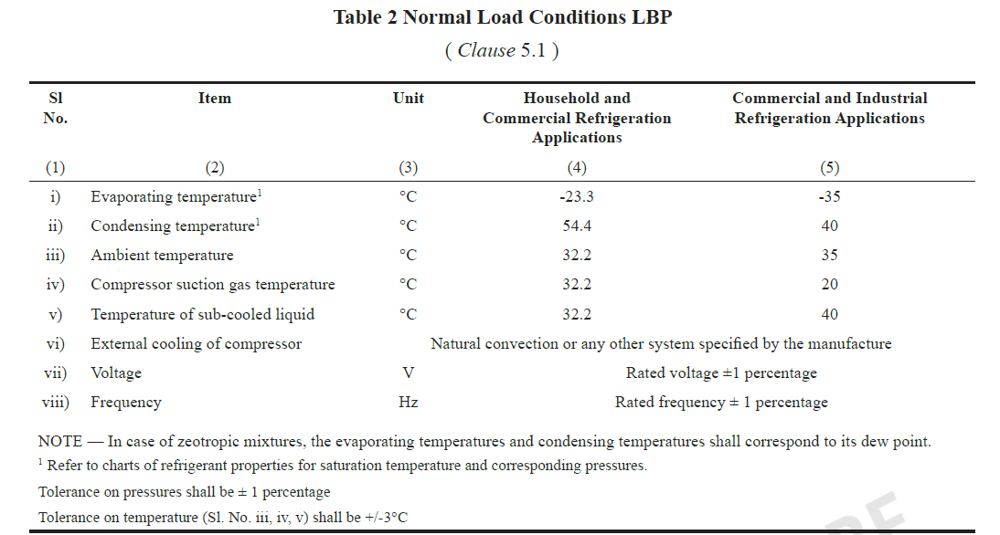 Table 2 Normal Load Conditions LBP
( Clause 5.1 )
Sl No. Item Unit Household and Commercial Refrigeration Applications Commercial and Industrial Refrigeration Applications
(1) (2) (3) (4) (5)
i) Evaporating temperature¹ °C -23.3 -35
ii) Condensing temperature¹ °C 54.4 40
iii) Ambient temperature °C 32.2 35
iv) Compressor suction gas temperature °C 32.2 20
v) Temperature of sub-cooled liquid °C 32.2 40
vi) External cooling of compressor Natural convection or any other system specified by the manufacture
vii) Voltage V Rated voltage ±1 percentage
viii) Frequency Hz Rated frequency ± 1 percentage
NOTE — In case of zeotropic mixtures, the evaporating temperatures and condensing temperatures shall correspond to its dew point.
¹ Refer to charts of refrigerant properties for saturation temperature and corresponding pressures.
Tolerance on pressures shall be ± 1 percentage
Tolerance on temperature (Sl. No. iii, iv, v) shall be +/-3°C